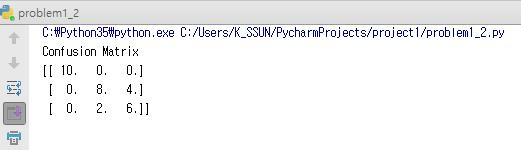 problem1_2
C:₩Python35₩python.exe C:/Users/K_SSUN/PycharmProjects/project1/problem1_2.py
Confusion Matrix
[[ 10.   0.   0.]
 [  0.   8.   4.]
 [  0.   2.   6.]]